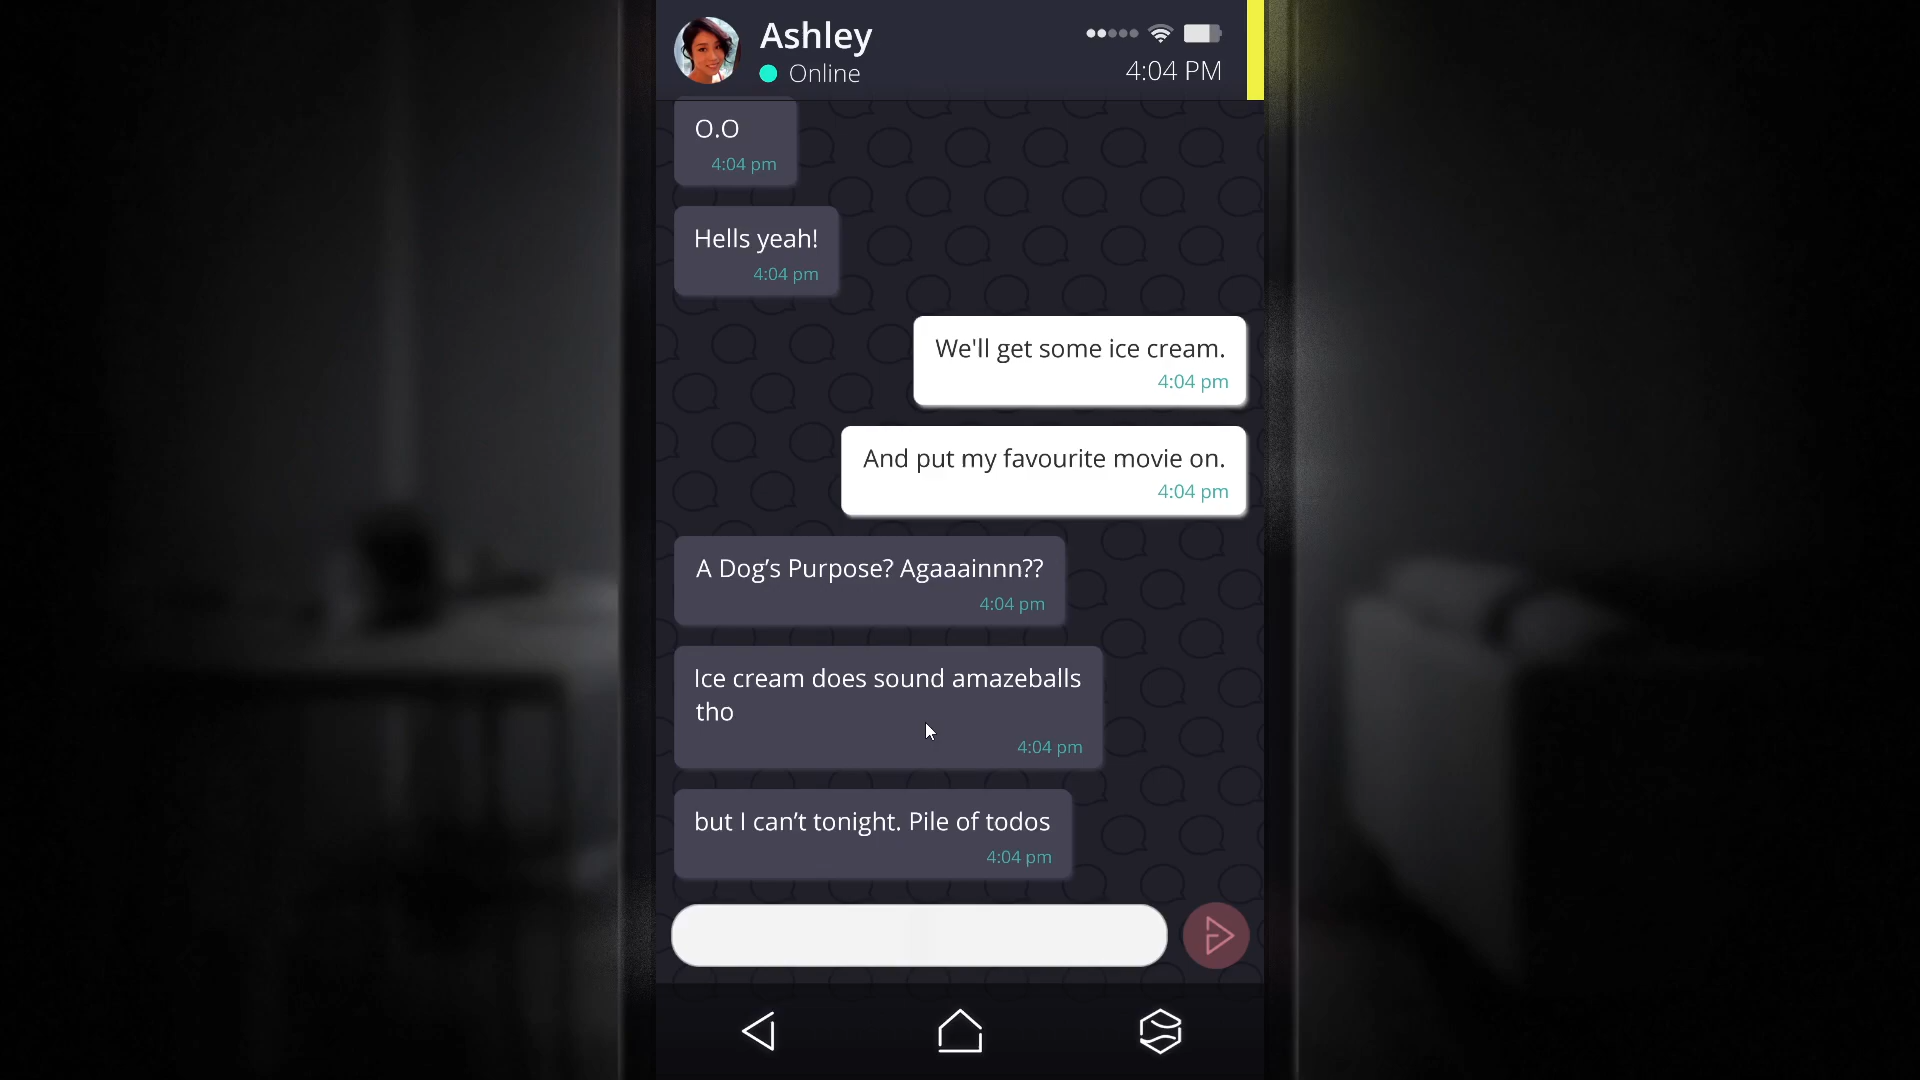 Ashley
Online
4:04 PM
O.O
4:04 pm
Hells yeah!
4:04 pm
We'll get some ice cream.
4:04 pm
And put my favourite movie on.
4:04 pm
A Dog’s Purpose? Agaaainnn??
4:04 pm
Ice cream does sound amazeballs
tho
4:04 pm
but I can’t tonight. Pile of todos
4:04 pm